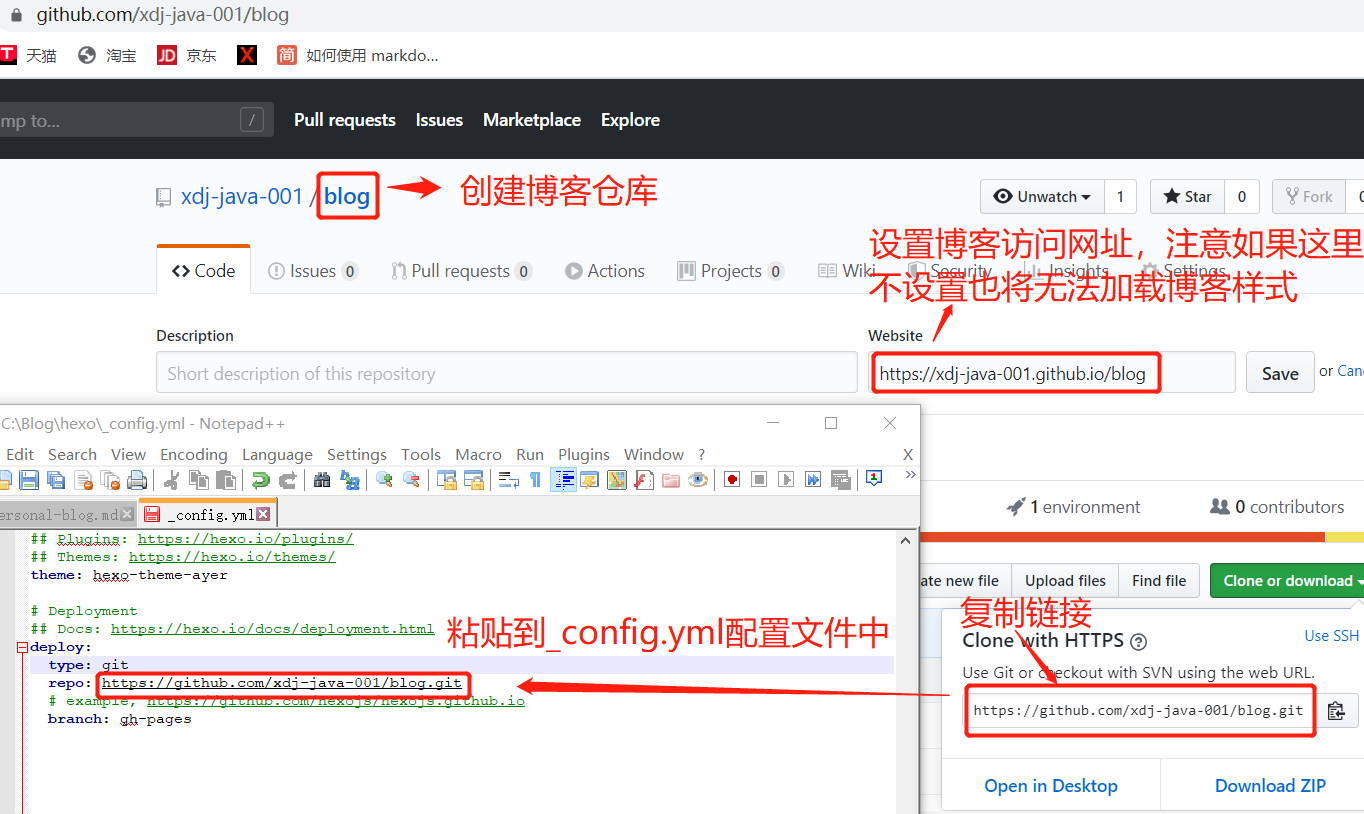 github.com/xdj-java-001/blog
天猫 淘宝 JD 京东 X 简 如何使用 markdo...
mp to... / Pull requests Issues Marketplace Explore
xdj-java-001 / blog 创建博客仓库 Unwatch 1 Star 0 Fork
设置博客访问网址，注意如果这里
不设置也将无法加载博客样式
Code Issues 0 Pull requests 0 Actions Projects 0 Wiki Security Insights Settings
Description Website
Short description of this repository https://xdj-java-001.github.io/blog Save or Canc
C:\Blog\hexo\_config.yml - Notepad++
Edit Search View Encoding Language Settings Tools Macro Run Plugins Window ? X
ersonal-blog.md _config.yml
1 environment 0 contributors
## Plugins: https://hexo.io/plugins/
## Themes: https://hexo.io/themes/
theme: hexo-theme-ayer
# Deployment
## Docs: https://hexo.io/docs/deployment.html
deploy:
type: git
repo: https://github.com/xdj-java-001/blog.git
# example, https://github.com/hexojs/hexojs.github.io
branch: gh-pages
粘贴到_config.yml配置文件中
ate new file Upload files Find file Clone or download
复制链接
Clone with HTTPS ? Use SSH
Use Git or checkout with SVN using the web URL.
https://github.com/xdj-java-001/blog.git
Open in Desktop Download ZIP